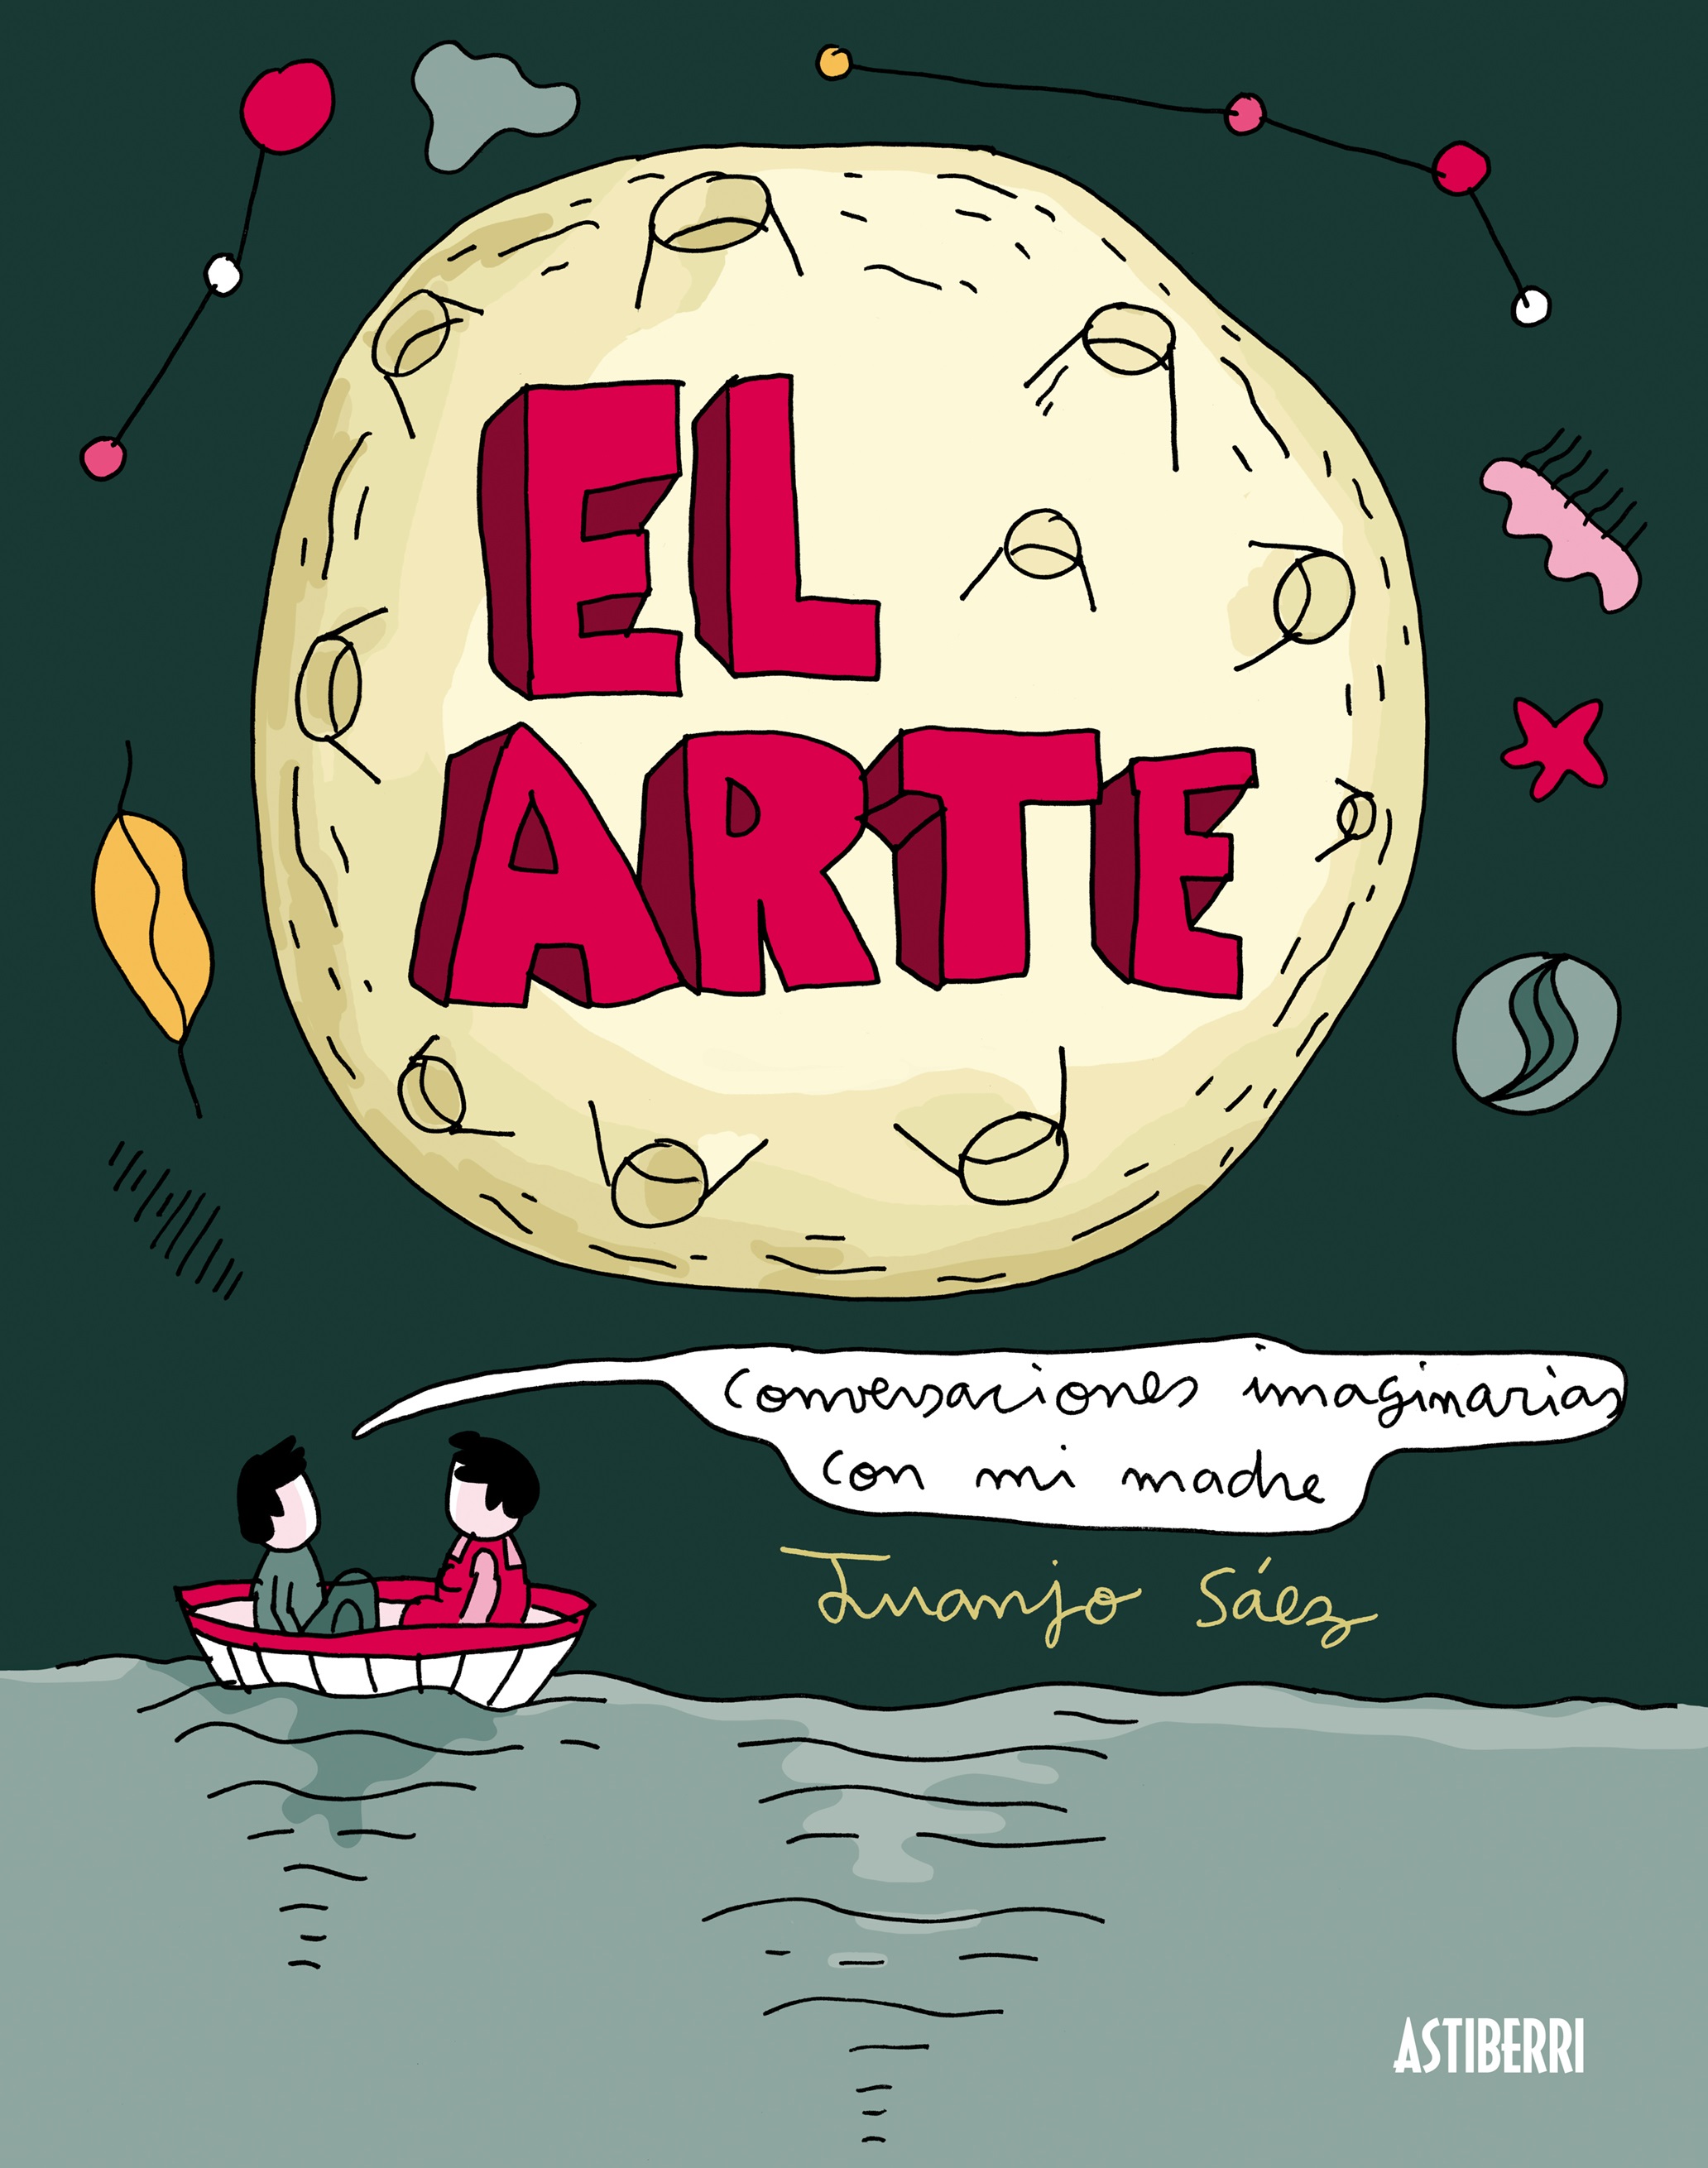 EL
ARTE
Conversaciones imaginarias
con mi madre
Juanjo Sáez
ASTIBERRI